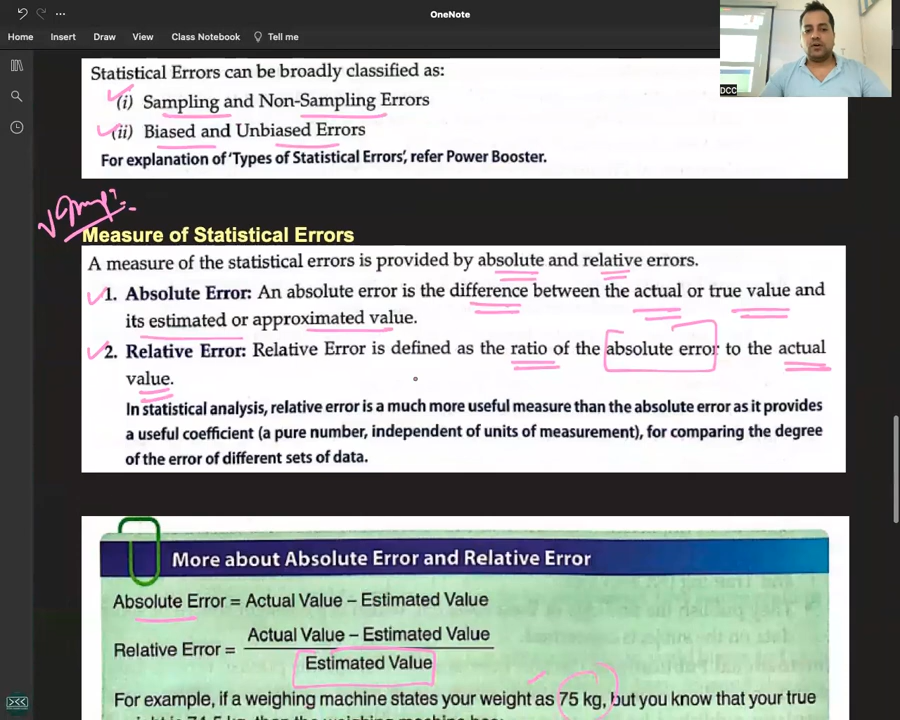 OneNote
Home Insert Draw View Class Notebook Tell me
DCC
Statistical Errors can be broadly classified as:
(i) Sampling and Non-Sampling Errors
(ii) Biased and Unbiased Errors
For explanation of 'Types of Statistical Errors', refer Power Booster.
Measure of Statistical Errors
A measure of the statistical errors is provided by absolute and relative errors.
1. Absolute Error: An absolute error is the difference between the actual or true value and
its estimated or approximated value.
2. Relative Error: Relative Error is defined as the ratio of the absolute error to the actual
value.
In statistical analysis, relative error is a much more useful measure than the absolute error as it provides
a useful coefficient (a pure number, independent of units of measurement), for comparing the degree
of the error of different sets of data.
More about Absolute Error and Relative Error
Absolute Error = Actual Value – Estimated Value
Actual Value – Estimated Value
Relative Error =
Estimated Value
For example, if a weighing machine states your weight as 75 kg, but you know that your true